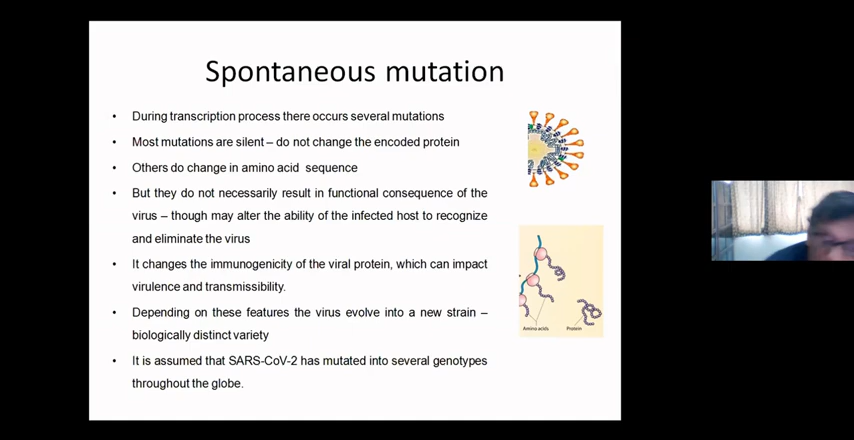 Spontaneous mutation
• During transcription process there occurs several mutations
• Most mutations are silent – do not change the encoded protein
• Others do change in amino acid sequence
• But they do not necessarily result in functional consequence of the
virus – though may alter the ability of the infected host to recognize
and eliminate the virus
• It changes the immunogenicity of the viral protein, which can impact
virulence and transmissibility.
• Depending on these features the virus evolve into a new strain –
biologically distinct variety
• It is assumed that SARS-CoV-2 has mutated into several genotypes
throughout the globe.
Amino acids
Protein